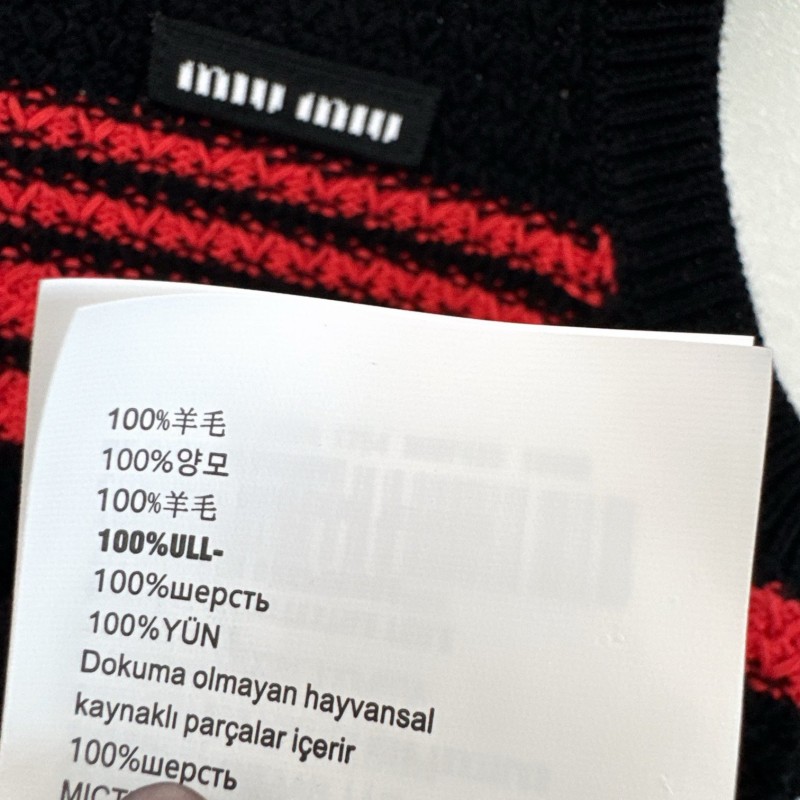 miu miu
100%羊毛
100%양모
100%羊毛
100%ULL-
100%шерсть
100%YÜN
Dokuma olmayan hayvansal
kaynaklı parçalar içerir
100%шерсть
МІСТ